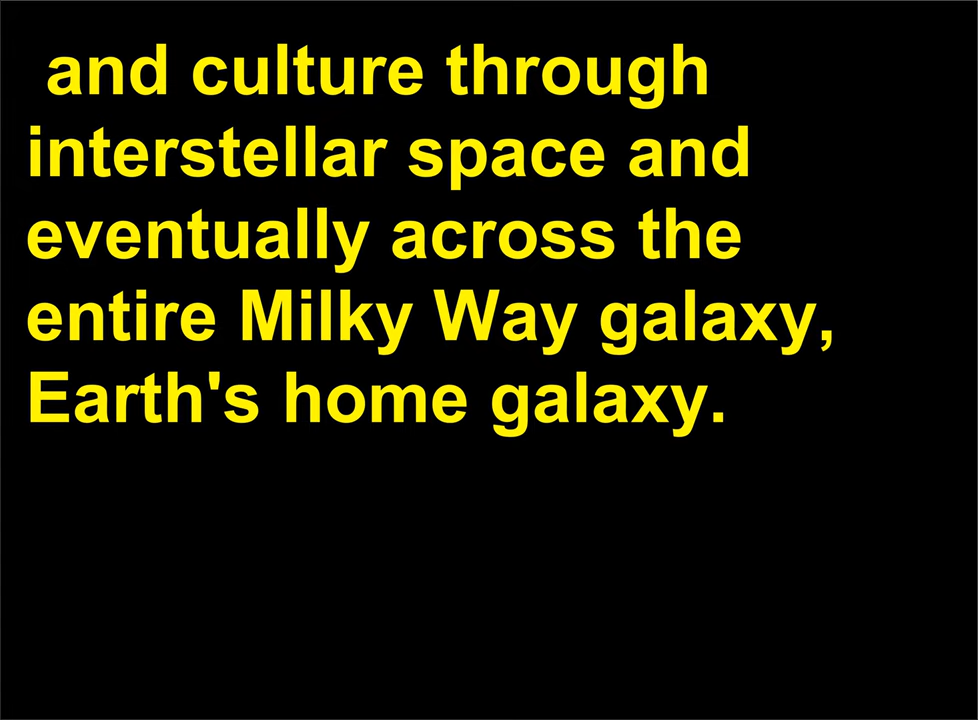 and culture through
interstellar space and
eventually across the
entire Milky Way galaxy,
Earth's home galaxy.